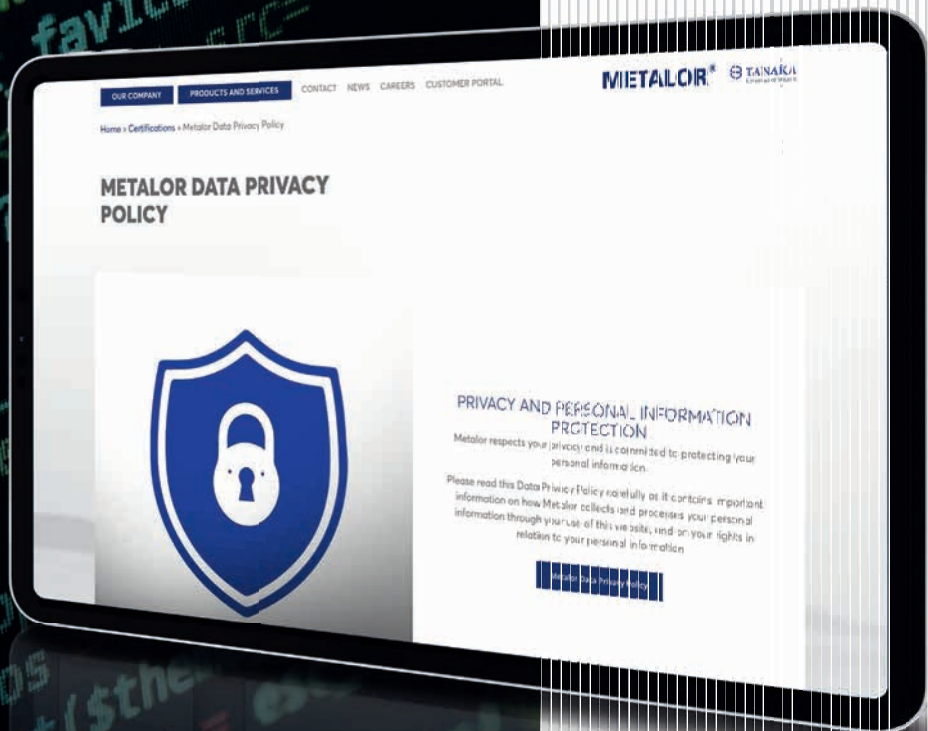 favic
src=
OUR COMPANY PRODUCTS AND SERVICES CONTACT NEWS CAREERS CUSTOMER PORTAL
METALOR® TANAKA
Home » Certifications » Metalor Data Privacy Policy
METALOR DATA PRIVACY
POLICY
PRIVACY AND PERSONAL INFORMATION
PROTECTION
Metalor respects your privacy and is committed to protecting your
personal information.
Please read this Data Privacy Policy carefully as it contains important
information on how Metalor collects and processes your personal
information through your use of this website, and on your rights in
relation to your personal information
Metalor Data Privacy Policy
($the